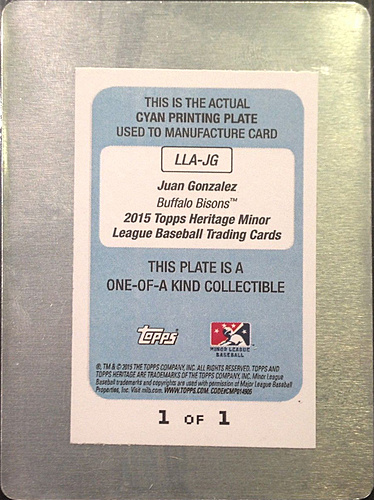 THIS IS THE ACTUAL
CYAN PRINTING PLATE
USED TO MANUFACTURE CARD
LLA-JG
Juan Gonzalez
Buffalo Bisons™
2015 Topps Heritage Minor
League Baseball Trading Cards
THIS PLATE IS A
ONE-OF-A KIND COLLECTIBLE
Topps
MINOR LEAGUE
BASEBALL
®, TM & © 2015 THE TOPPS COMPANY, INC. ALL RIGHTS RESERVED. TOPPS AND
TOPPS HERITAGE ARE TRADEMARKS OF THE TOPPS COMPANY, INC. Minor League
Baseball trademarks and copyrights are used with permission of Major League Baseball
Properties, Inc. Visit milb.com. WWW.TOPPS.COM. CODE#CMP014905
1 OF 1